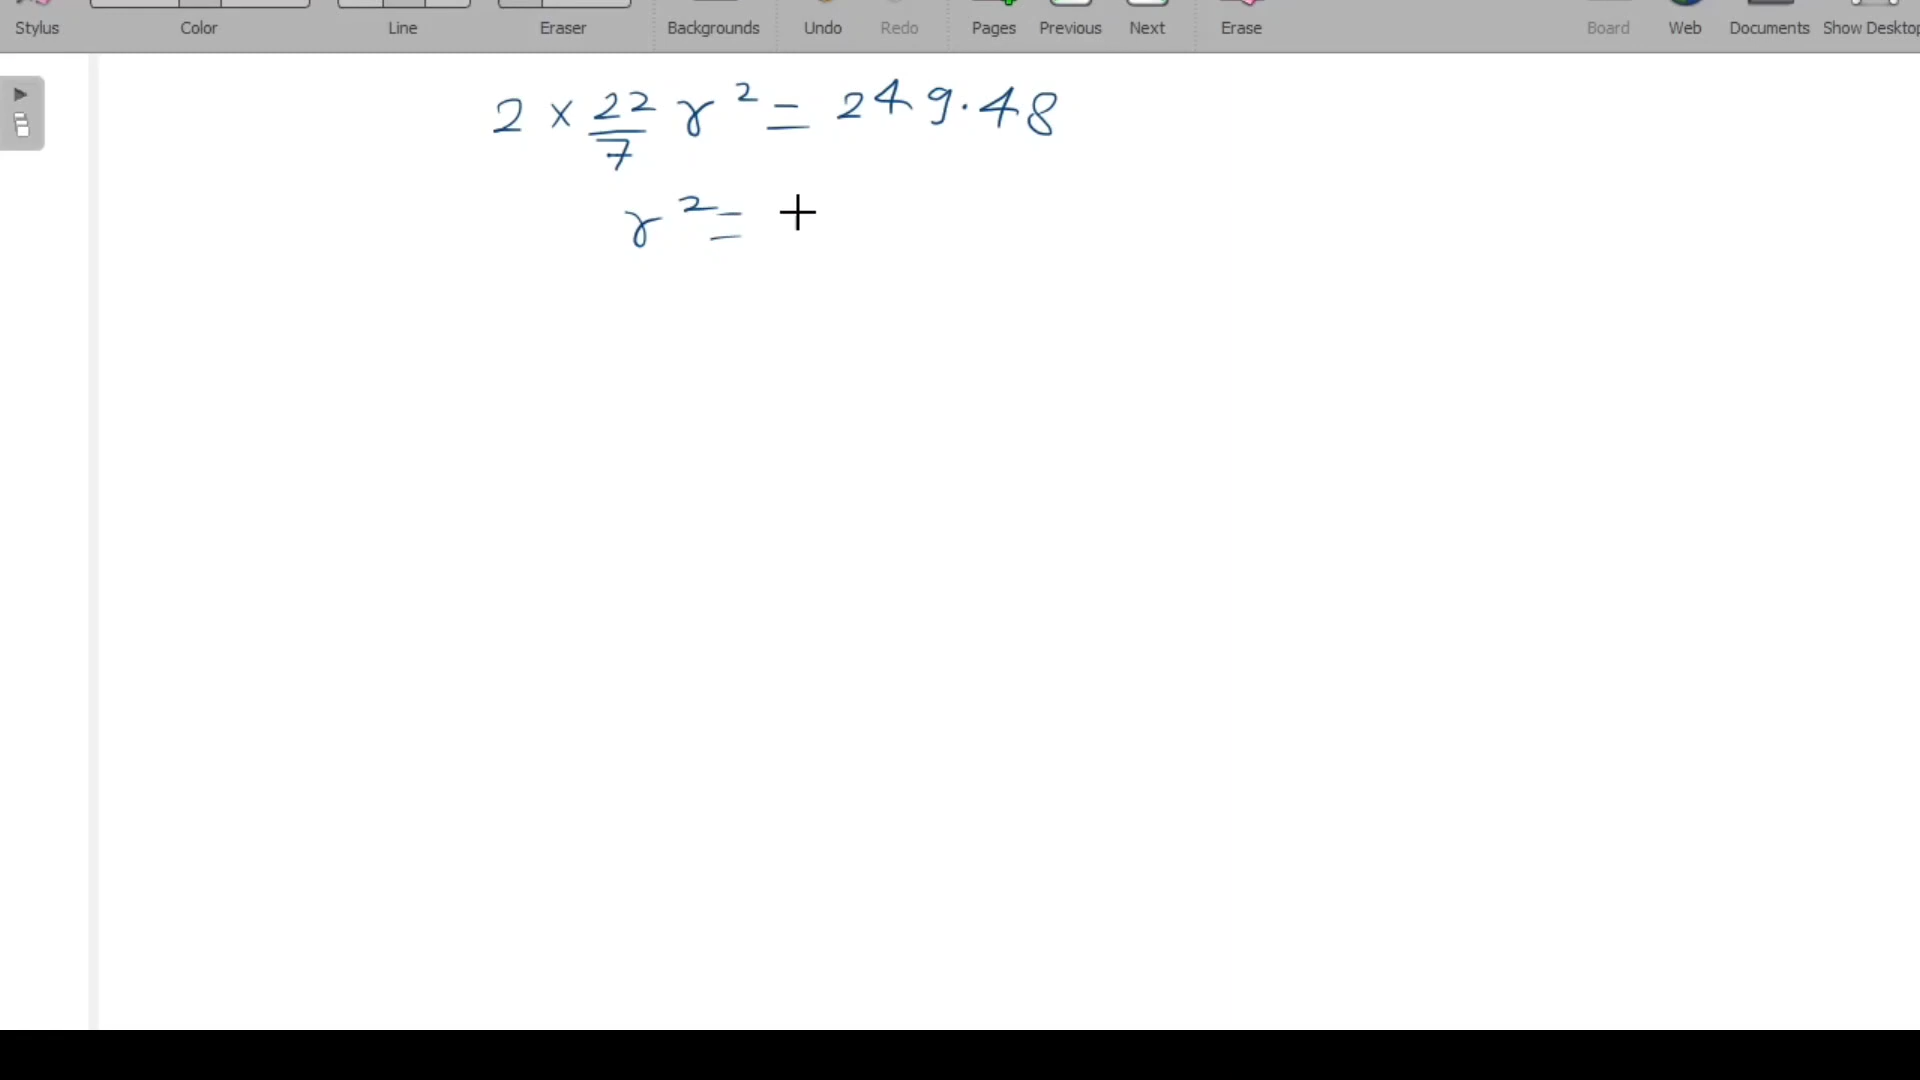 Stylus Color Line Eraser Backgrounds Undo Redo Pages Previous Next Erase Board Web Documents Show Desktop
2 × 22/7 r² = 249.48
r² =